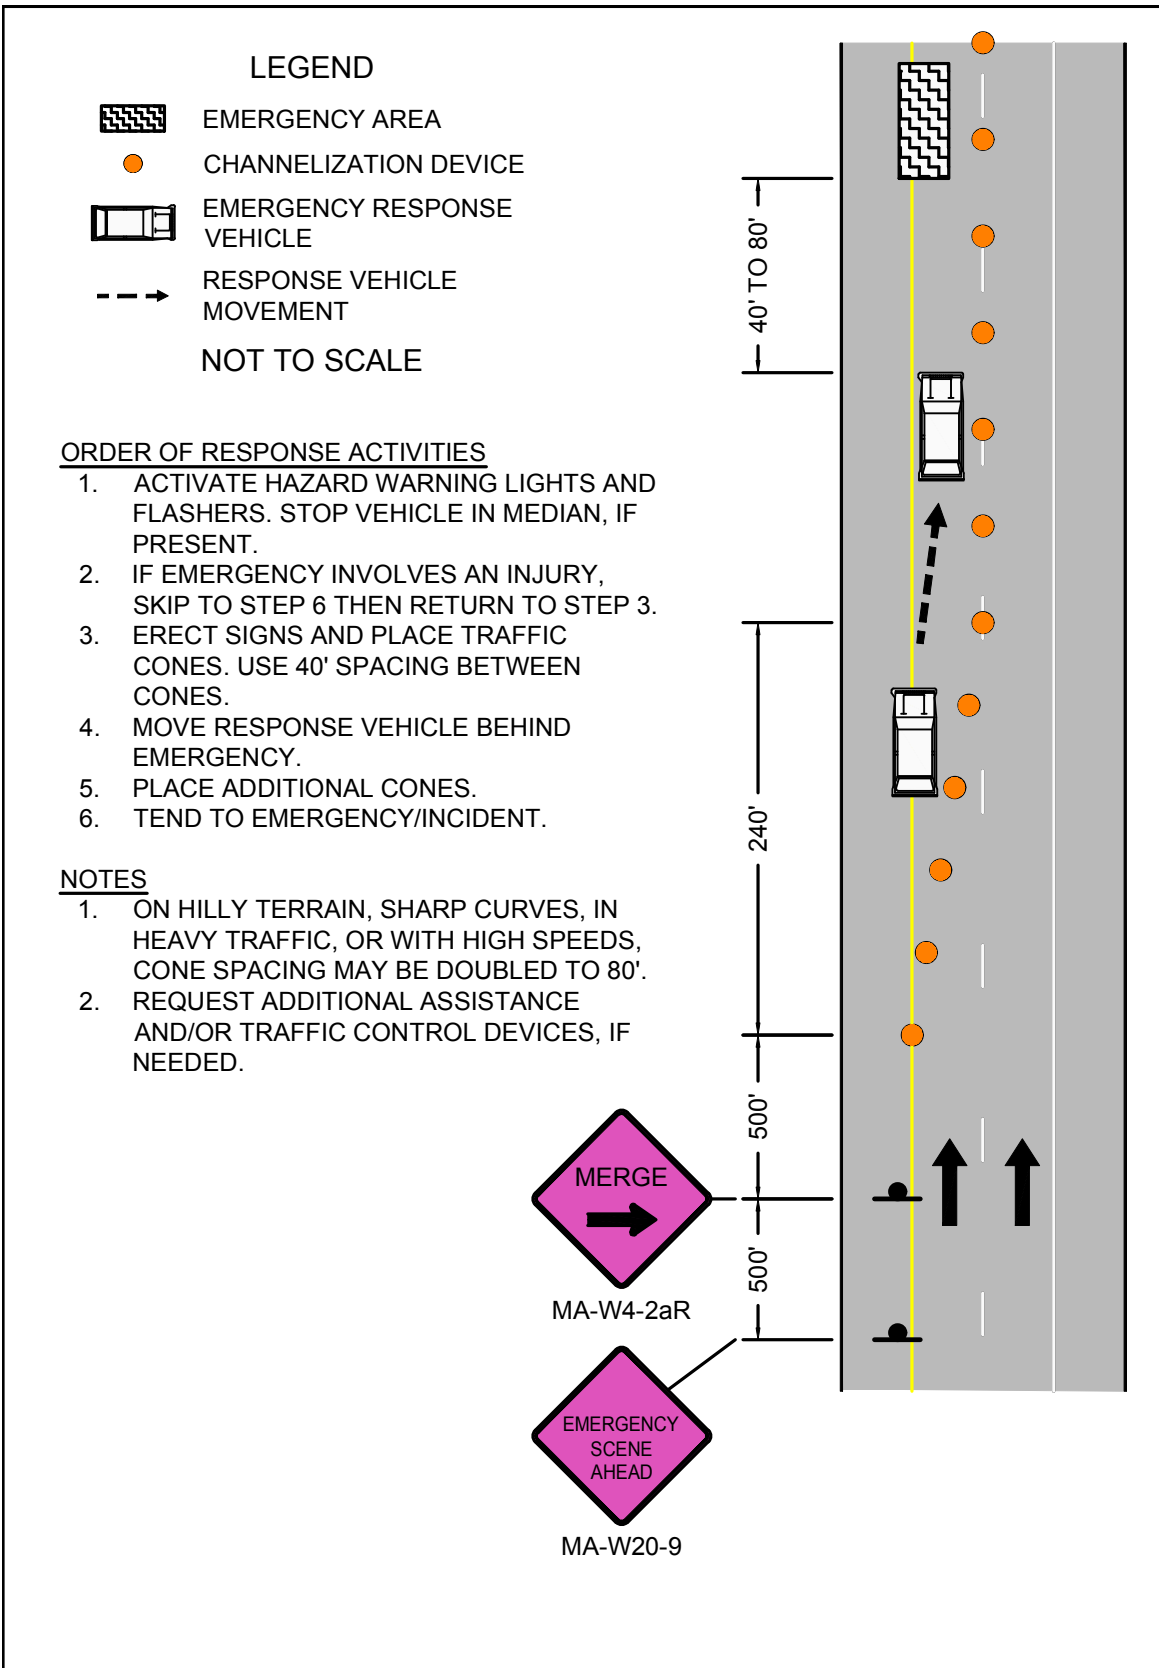 LEGEND
EMERGENCY AREA
CHANNELIZATION DEVICE
EMERGENCY RESPONSE
VEHICLE
RESPONSE VEHICLE
MOVEMENT
NOT TO SCALE
ORDER OF RESPONSE ACTIVITIES
1. ACTIVATE HAZARD WARNING LIGHTS AND
FLASHERS. STOP VEHICLE IN MEDIAN, IF
PRESENT.
2. IF EMERGENCY INVOLVES AN INJURY,
SKIP TO STEP 6 THEN RETURN TO STEP 3.
3. ERECT SIGNS AND PLACE TRAFFIC
CONES. USE 40' SPACING BETWEEN
CONES.
4. MOVE RESPONSE VEHICLE BEHIND
EMERGENCY.
5. PLACE ADDITIONAL CONES.
6. TEND TO EMERGENCY/INCIDENT.
NOTES
1. ON HILLY TERRAIN, SHARP CURVES, IN
HEAVY TRAFFIC, OR WITH HIGH SPEEDS,
CONE SPACING MAY BE DOUBLED TO 80'.
2. REQUEST ADDITIONAL ASSISTANCE
AND/OR TRAFFIC CONTROL DEVICES, IF
NEEDED.
40' TO 80'
240'
500'
500'
MERGE
MA-W4-2aR
EMERGENCY
SCENE
AHEAD
MA-W20-9